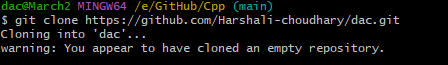 dac@March2 MINGW64 /e/GitHub/Cpp (main)
$ git clone https://github.com/Harshali-choudhary/dac.git
Cloning into 'dac'...
warning: You appear to have cloned an empty repository.